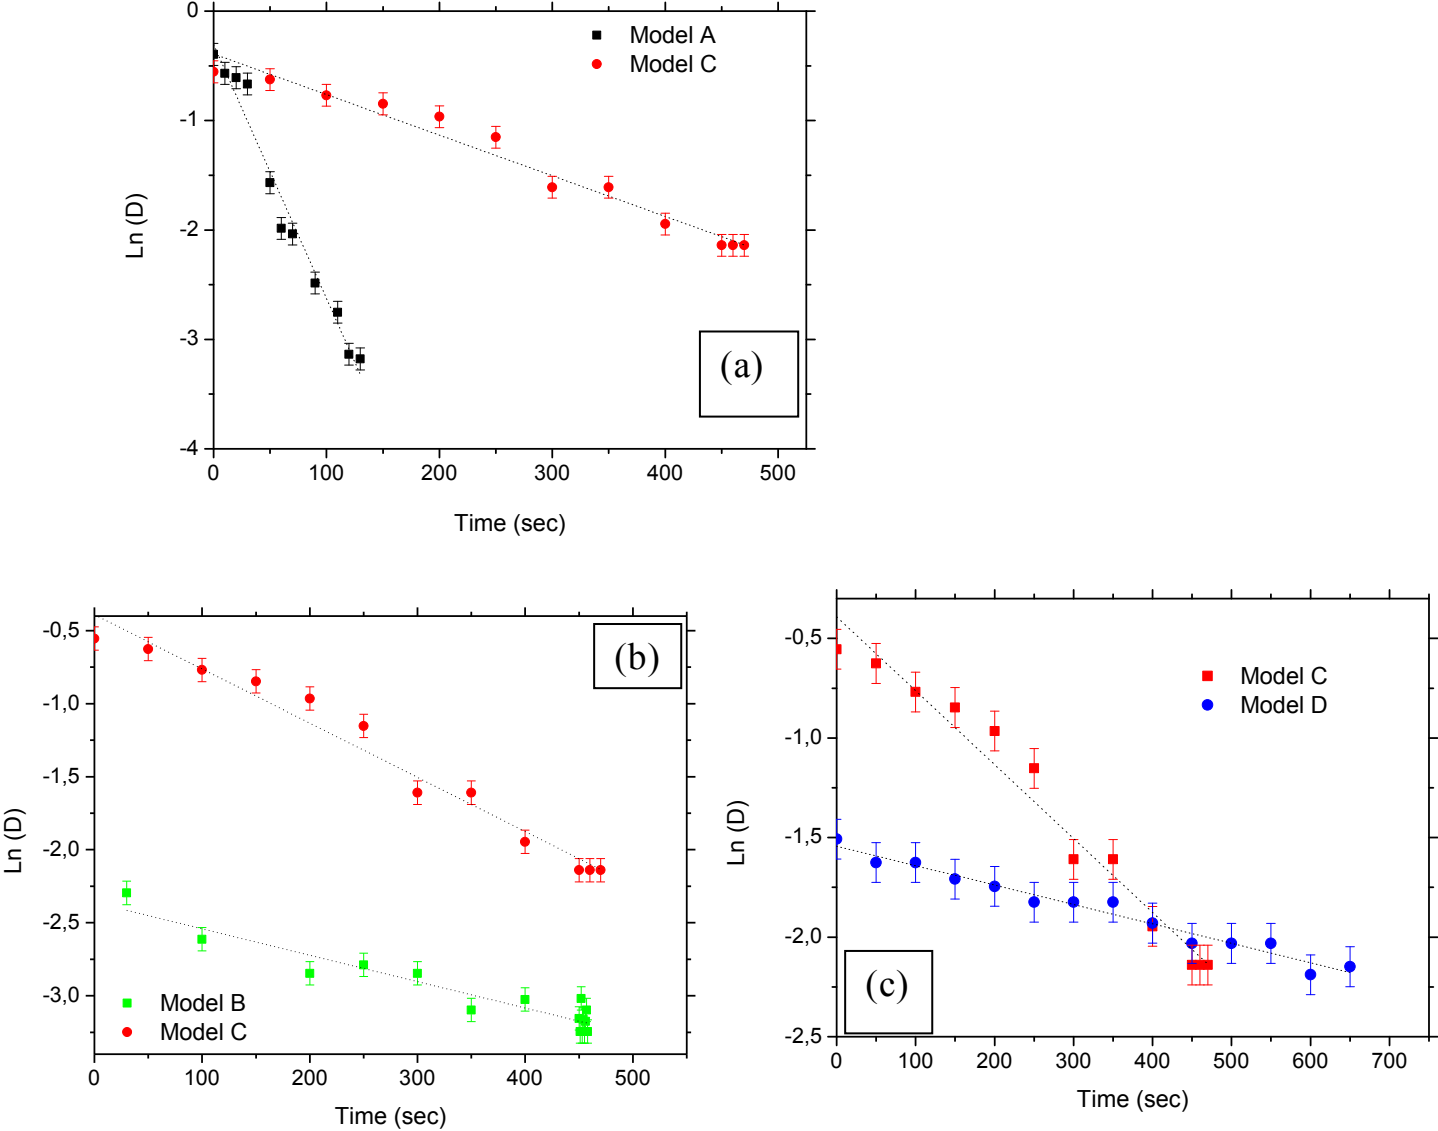 0
-1
-2
-3
-4
Ln (D)
Model A
Model C
(a)
0 100 200 300 400 500
Time (sec)
-0,5
-1,0
-1,5
-2,0
-2,5
-3,0
Ln (D)
(b)
Model B
Model C
0 100 200 300 400 500
Time (sec)
-0,5
-1,0
-1,5
-2,0
-2,5
Ln (D)
Model C
Model D
(c)
0 100 200 300 400 500 600 700
Time (sec)